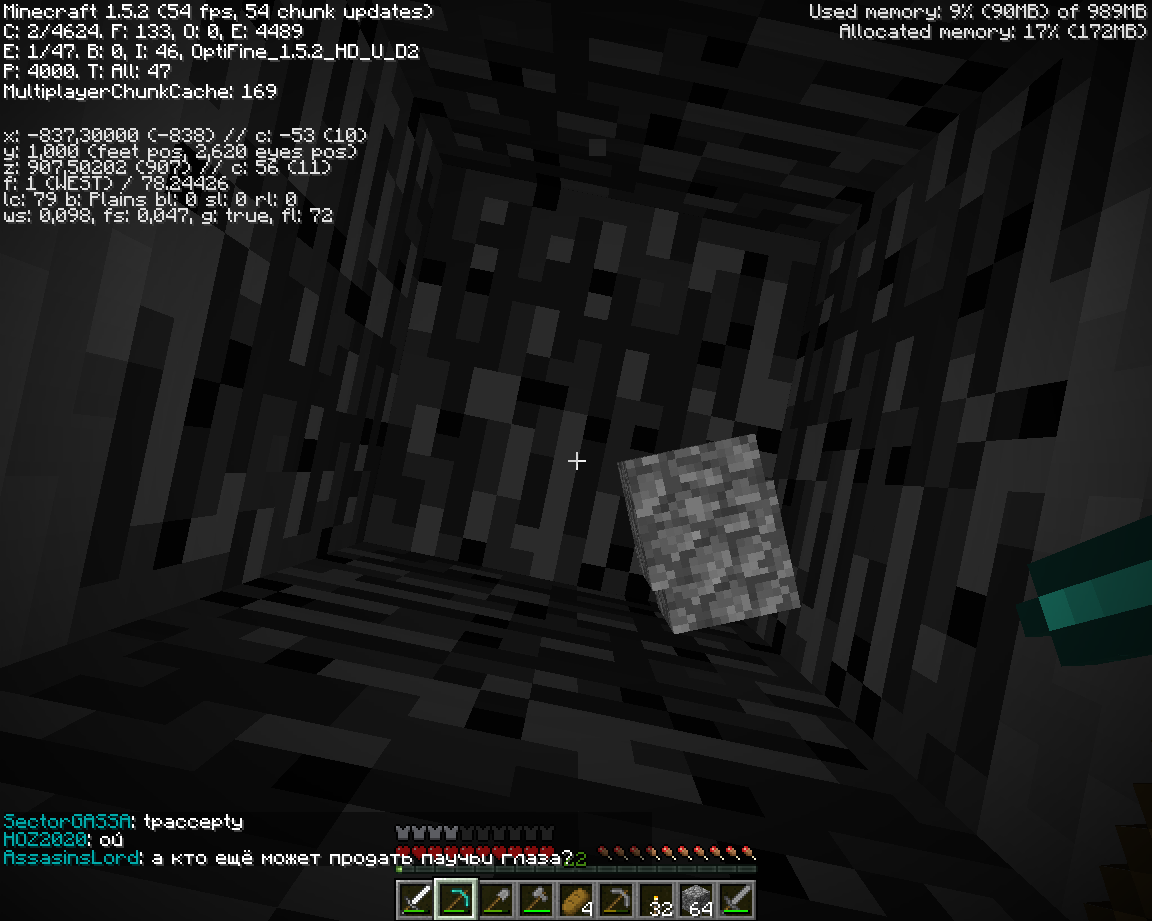 Minecraft 1.5.2 (54 fps, 54 chunk updates)
C: 2/4624. F: 133, O: 0, E: 4489
E: 1/47. B: 0, I: 46, OptiFine_1.5.2_HD_U_D2
P: 4000. T: All: 47
MultiplayerChunkCache: 169
Used memory: 9% (90MB) of 989MB
Allocated memory: 17% (172MB)
x: -837,30000 (-838) // c: -53 (10)
y: 1,000 (feet pos, 2,620 eyes pos)
z: 907,50202 (907) // c: 56 (11)
f: 1 (WEST) / 78.24426
lc: 79 b: Plains bl: 0 sl: 0 rl: 0
ws: 0,098, fs: 0,047, g: true, fl: 72
SectorGASSA: tpaccepty
HOZ2020: oú
AssasinsLord: а кто ещё может продать паучьи глаза?
22
4 32 64